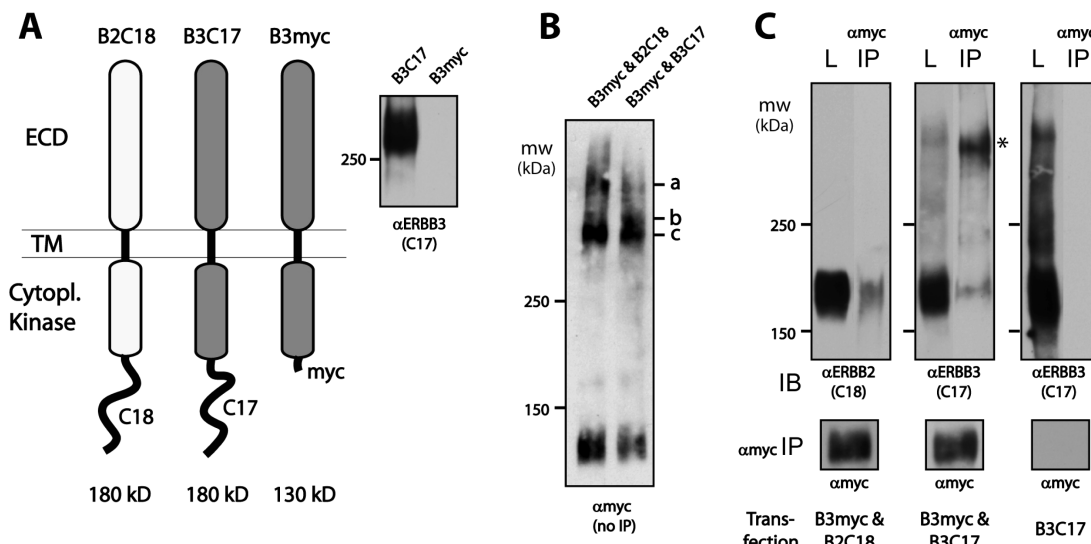 A
B2C18 B3C17 B3myc
ECD
TM
Cytopl.
Kinase
C18
C17
myc
180 kD 180 kD 130 kD
B3C17
B3myc
250
αERBB3
(C17)
B
B3myc & B2C18
B3myc & B3C17
mw
(kDa)
a
b
c
250
150
αmyc
(no IP)
C
αmyc αmyc αmyc
L IP L IP L IP
mw
(kDa)
*
250
150
IB
αERBB2
(C18)
αERBB3
(C17)
αERBB3
(C17)
αmyc IP
αmyc αmyc αmyc
Trans-
fection
B3myc &
B2C18
B3myc &
B3C17
B3C17